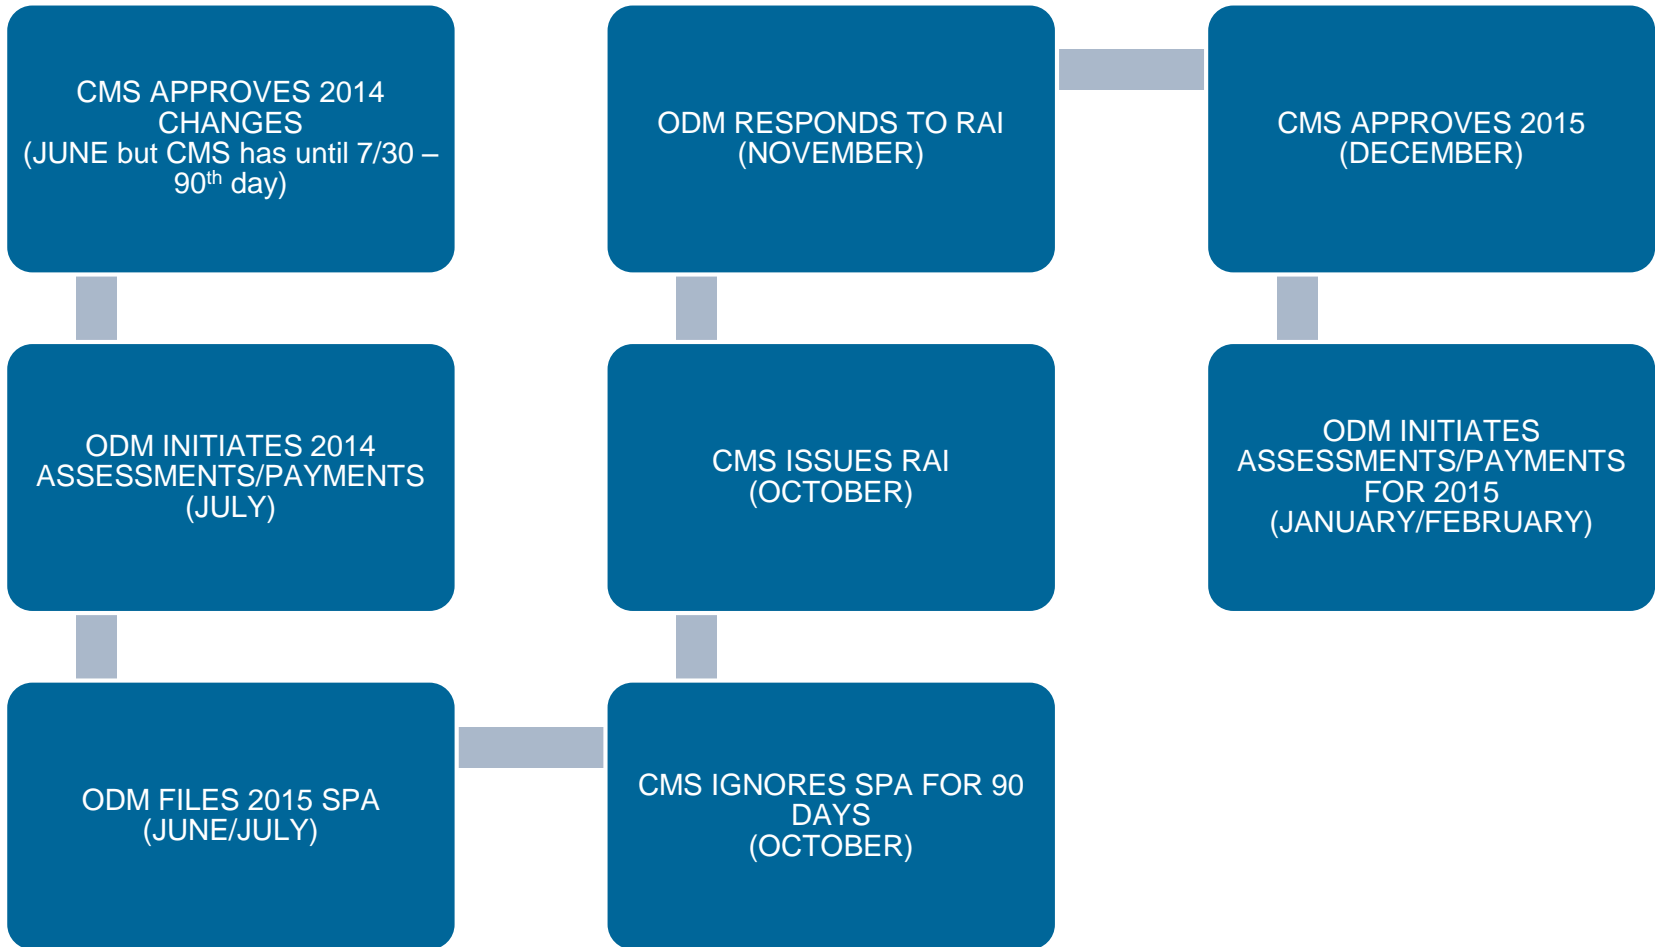 CMS APPROVES 2014
CHANGES
(JUNE but CMS has until 7/30 –
90th day)
ODM INITIATES 2014
ASSESSMENTS/PAYMENTS
(JULY)
ODM FILES 2015 SPA
(JUNE/JULY)
CMS IGNORES SPA FOR 90
DAYS
(OCTOBER)
CMS ISSUES RAI
(OCTOBER)
ODM RESPONDS TO RAI
(NOVEMBER)
CMS APPROVES 2015
(DECEMBER)
ODM INITIATES
ASSESSMENTS/PAYMENTS
FOR 2015
(JANUARY/FEBRUARY)